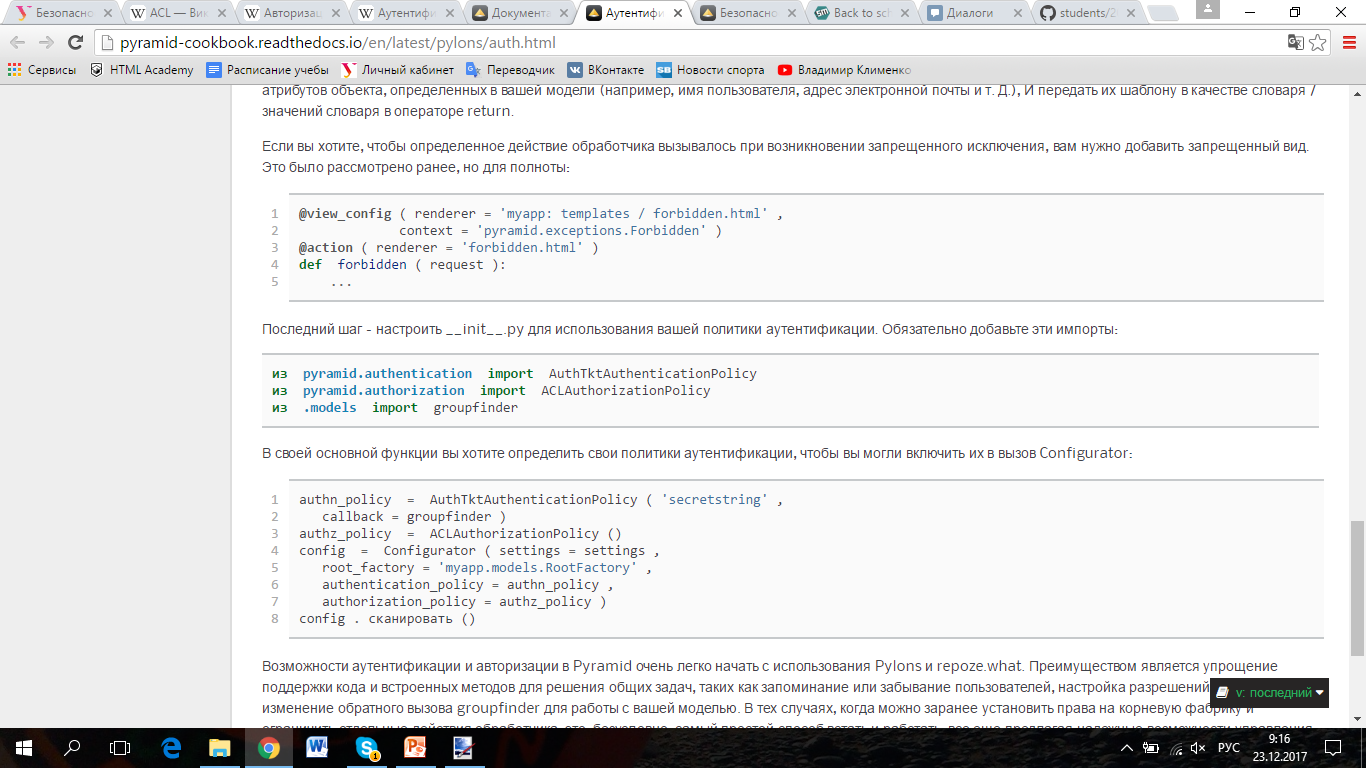 Безопасно
ACL — Вик
Авторизац
Аутентифи
Документа
Аутентифи
Безопасно
Back to sch
Диалоги
students/2
pyramid-cookbook.readthedocs.io/en/latest/pylons/auth.html
Сервисы
HTML Academy
Расписание учебы
Личный кабинет
Переводчик
ВКонтакте
Новости спорта
Владимир Клименко
атрибутов объекта, определенных в вашей модели (например, имя пользователя, адрес электронной почты и т. Д.), И передать их шаблону в качестве словаря /
значений словаря в операторе return.
Если вы хотите, чтобы определенное действие обработчика вызывалось при возникновении запрещенного исключения, вам нужно добавить запрещенный вид.
Это было рассмотрено ранее, но для полноты:
1 @view_config ( renderer = 'myapp: templates / forbidden.html' ,
2 context = 'pyramid.exceptions.Forbidden' )
3 @action ( renderer = 'forbidden.html' )
4 def forbidden ( request ):
5 ...
Последний шаг - настроить __init__.py для использования вашей политики аутентификации. Обязательно добавьте эти импорты:
из pyramid.authentication import AuthTktAuthenticationPolicy
из pyramid.authorization import ACLAuthorizationPolicy
из .models import groupfinder
В своей основной функции вы хотите определить свои политики аутентификации, чтобы вы могли включить их в вызов Configurator:
1 authn_policy = AuthTktAuthenticationPolicy ( 'secretstring' ,
2 callback = groupfinder )
3 authz_policy = ACLAuthorizationPolicy ()
4 config = Configurator ( settings = settings ,
5 root_factory = 'myapp.models.RootFactory' ,
6 authentication_policy = authn_policy ,
7 authorization_policy = authz_policy )
8 config . сканировать ()
Возможности аутентификации и авторизации в Pyramid очень легко начать с использования Pylons и repoze.what. Преимуществом является упрощение
поддержки кода и встроенных методов для решения общих задач, таких как запоминание или забывание пользователей, настройка разрешений
v: последний
изменение обратного вызова groupfinder для работы с вашей моделью. В тех случаях, когда можно заранее установить права на корневую фабрику и
РУС
9:16
23.12.2017